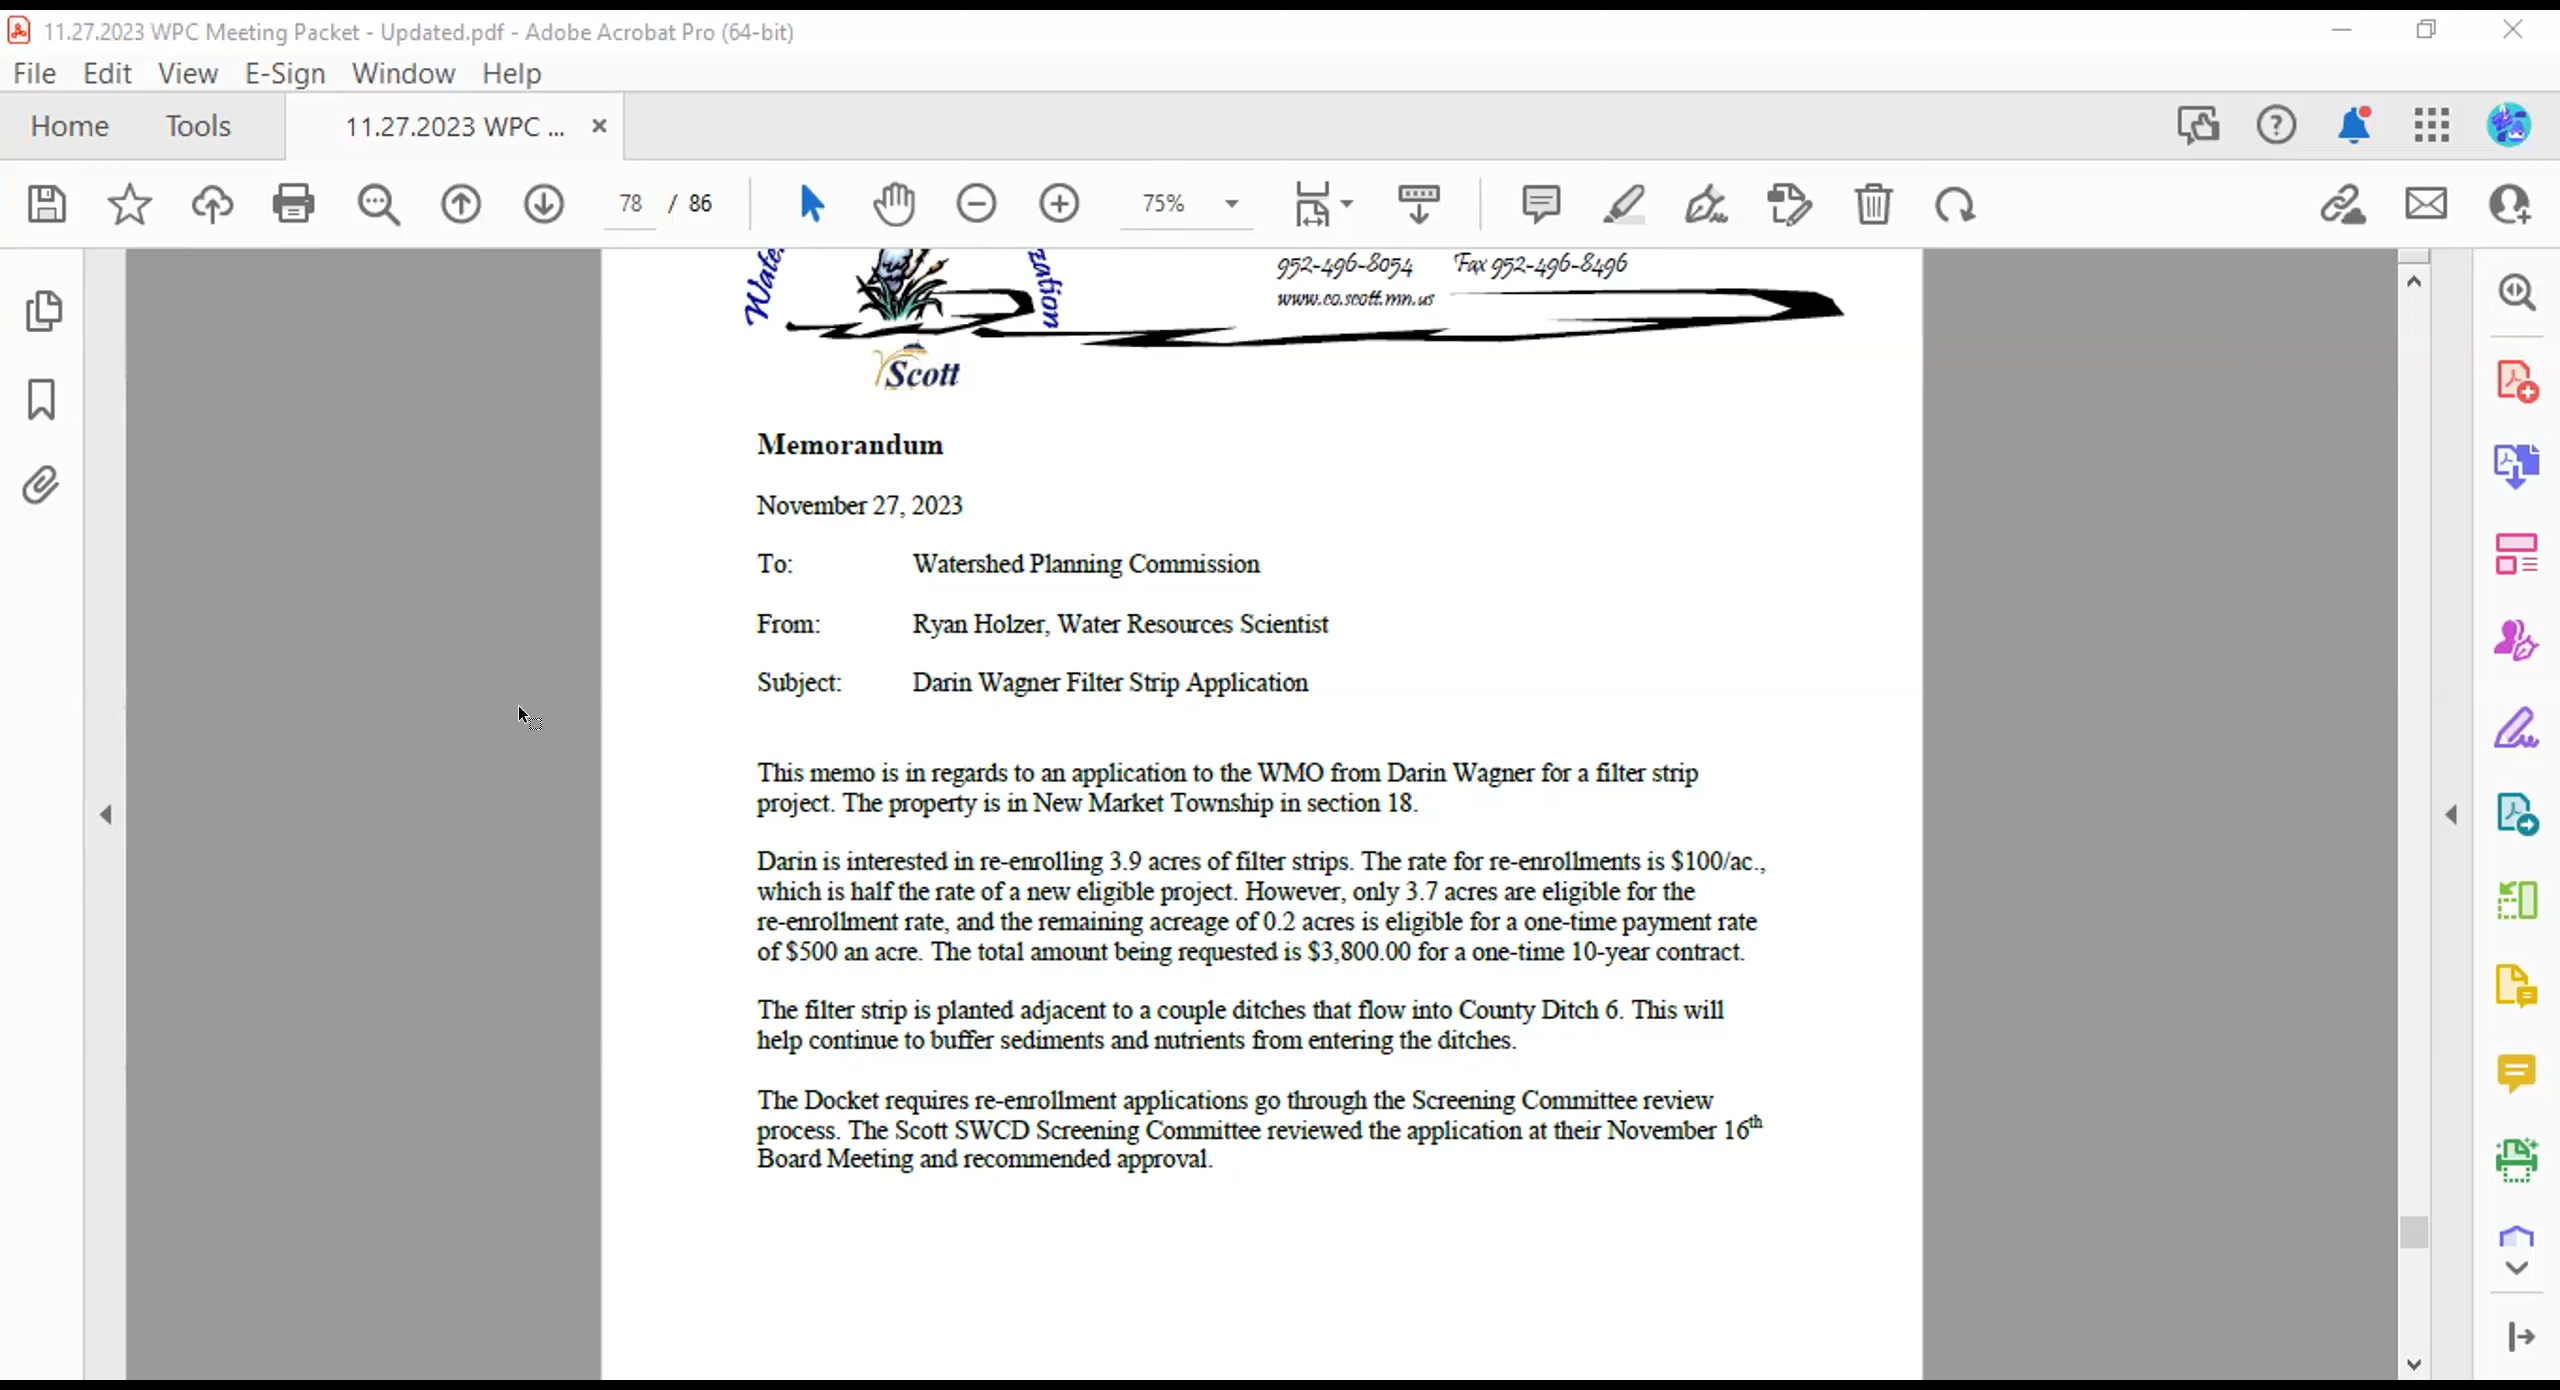 11.27.2023 WPC Meeting Packet - Updated.pdf - Adobe Acrobat Pro (64-bit)
File Edit View E-Sign Window Help
Home Tools 11.27.2023 WPC ...
78 / 86 75%
952-496-8054 Fax 952-496-8496
www.co.scott.mn.us
Scott
Memorandum
November 27, 2023
To: Watershed Planning Commission
From: Ryan Holzer, Water Resources Scientist
Subject: Darin Wagner Filter Strip Application
This memo is in regards to an application to the WMO from Darin Wagner for a filter strip
project. The property is in New Market Township in section 18.
Darin is interested in re-enrolling 3.9 acres of filter strips. The rate for re-enrollments is $100/ac.,
which is half the rate of a new eligible project. However, only 3.7 acres are eligible for the
re-enrollment rate, and the remaining acreage of 0.2 acres is eligible for a one-time payment rate
of $500 an acre. The total amount being requested is $3,800.00 for a one-time 10-year contract.
The filter strip is planted adjacent to a couple ditches that flow into County Ditch 6. This will
help continue to buffer sediments and nutrients from entering the ditches.
The Docket requires re-enrollment applications go through the Screening Committee review
process. The Scott SWCD Screening Committee reviewed the application at their November 16th
Board Meeting and recommended approval.